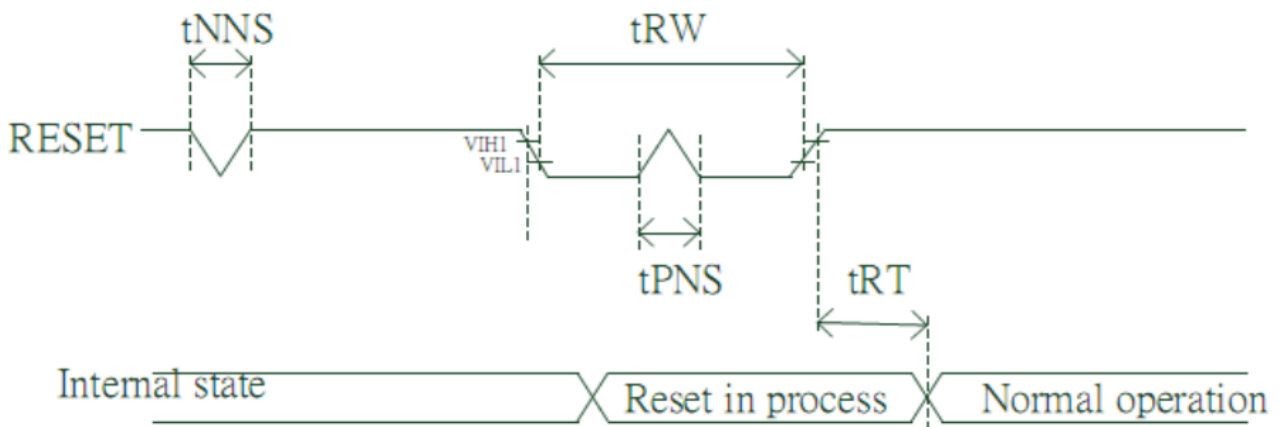 tNNS
tRW
RESET
VIH1
VIL1
tPNS
tRT
Internal state
Reset in process
Normal operation